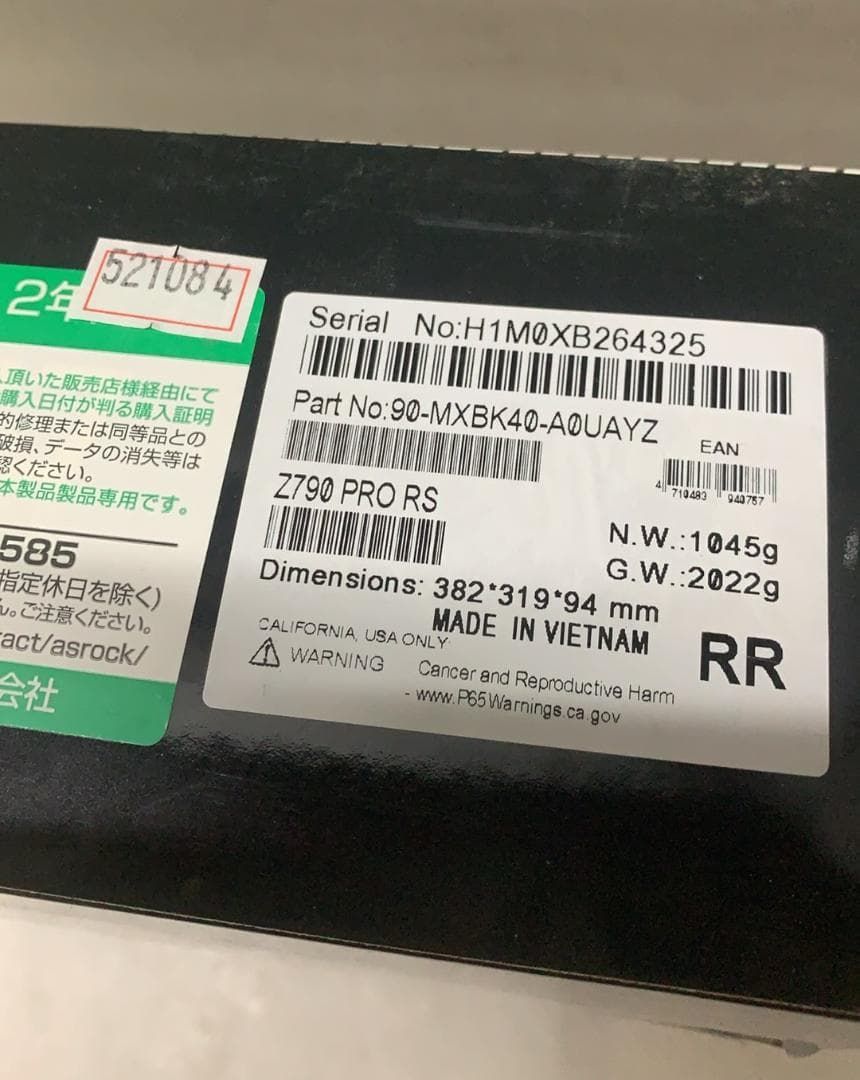 521084
2年
頂いた販売店様経由にて
購入日付が判る購入証明
的修理または同等品との
破損、データの消失等は
認ください。
本製品製品専用です。
585
指定休日を除く)
ん。ご注意ください。
act/asrock/
会社
Serial No:H1M0XB264325
Part No:90-MXBK40-A0UAYZ
EAN
4 710483 940767
Z790 PRO RS
N.W.:1045g
G.W.:2022g
Dimensions: 382*319*94 mm
MADE IN VIETNAM
RR
CALIFORNIA, USA ONLY
WARNING Cancer and Reproductive Harm
- www.P65Warnings.ca.gov